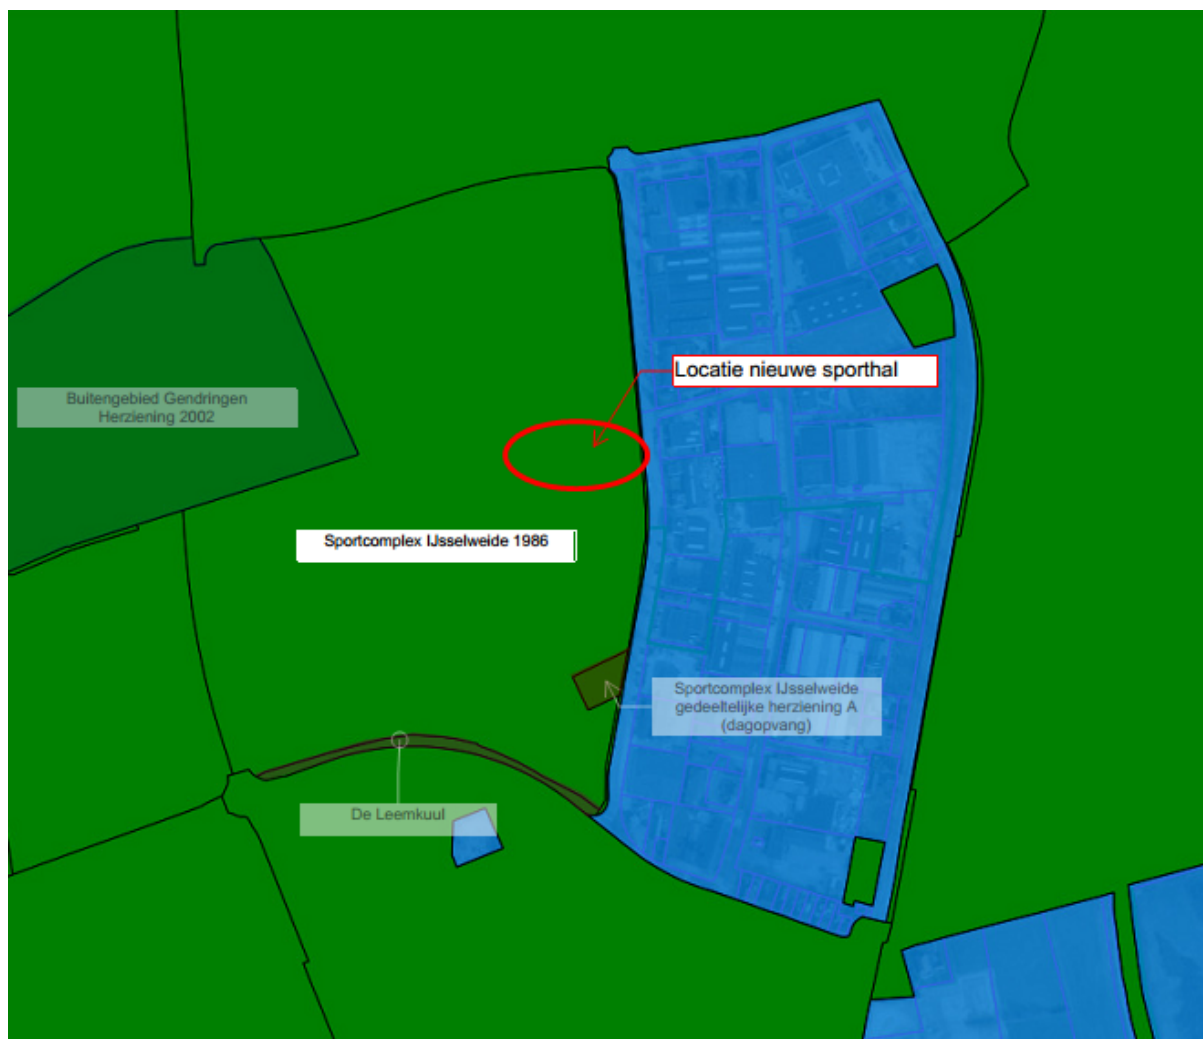 Locatie nieuwe sporthal
Buitengebied Gendringen
Herziening 2002
Sportcomplex IJsselweide 1986
Sportcomplex IJsselweide
gedeeltelijke herziening A
(dagopvang)
De Leemkuul